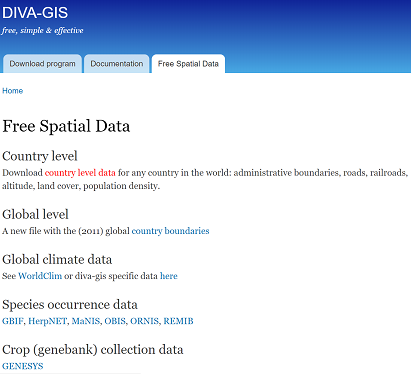 DIVA-GIS
free, simple & effective
Download program
Documentation
Free Spatial Data
Home
Free Spatial Data
Country level
Download country level data for any country in the world: administrative boundaries, roads, railroads,
altitude, land cover, population density.
Global level
A new file with the (2011) global country boundaries
Global climate data
See WorldClim or diva-gis specific data here
Species occurrence data
GBIF, HerpNET, MaNIS, OBIS, ORNIS, REMIB
Crop (genebank) collection data
GENESYS